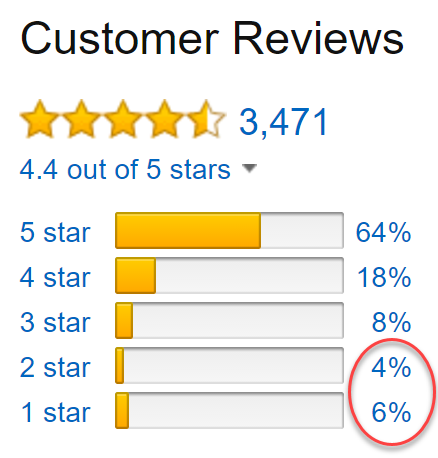 Customer Reviews
3,471
4.4 out of 5 stars
5 star 64%
4 star 18%
3 star 8%
2 star 4%
1 star 6%